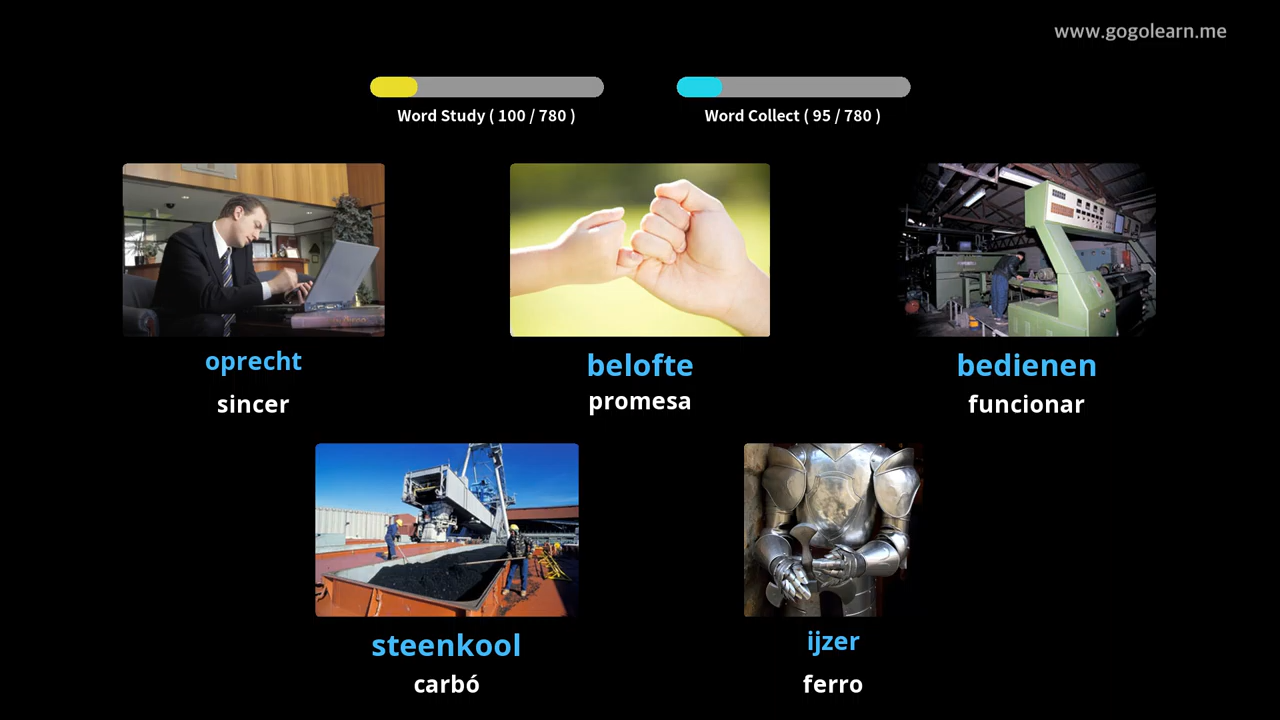 www.gogolearn.me
Word Study ( 100 / 780 )
Word Collect ( 95 / 780 )
oprecht
sincer
belofte
promesa
bedienen
funcionar
steenkool
carbó
ijzer
ferro